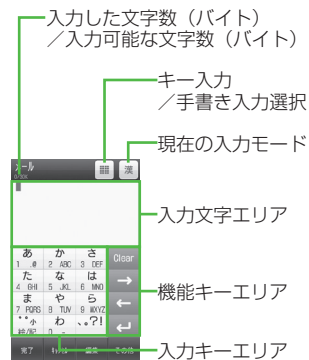 入力した文字数（バイト）
／入力可能な文字数（バイト）
キー入力
／手書き入力選択
現在の入力モード
メール
漢
入力文字エリア
あ か さ Clear
1 .@ 2 ABC 3 DEF
た な は →
4 GHI 5 JKL 6 MNO
ま や ら ←
7 PQRS 8 TUV 9 WXYZ
゛゜小 わ 、。?!
機能キーエリア
完了
入力キーエリア